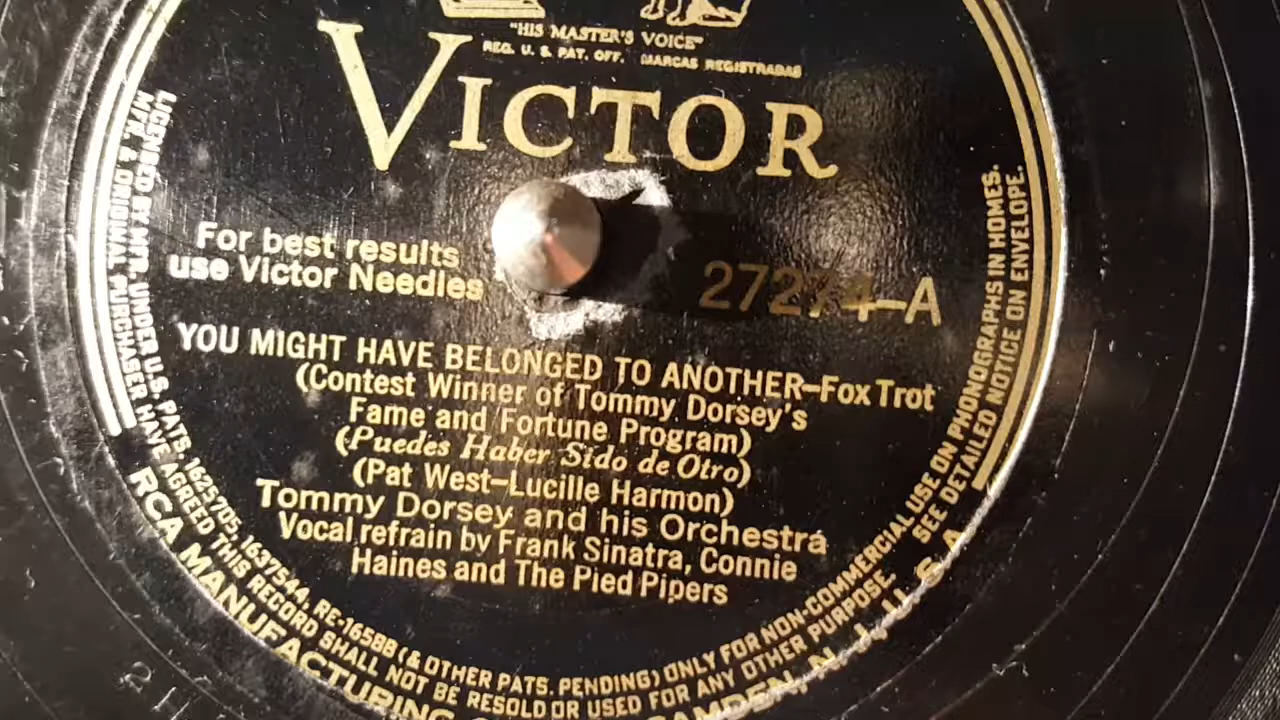 "HIS MASTER'S VOICE"
REG. U. S. PAT. OFF. MARCAS REGISTRADAS
VICTOR
For best results
use Victor Needles
27274-A
YOU MIGHT HAVE BELONGED TO ANOTHER—Fox Trot
(Contest Winner of Tommy Dorsey's
Fame and Fortune Program)
(Puedes Haber Sido de Otro)
(Pat West—Lucille Harmon)
Tommy Dorsey and his Orchestra
Vocal refrain by Frank Sinatra, Connie
Haines and The Pied Pipers
LICENSED BY MFR. UNDER U.S. PATS. 1625705, 1637544, RE-16588 (& OTHER PATS. PENDING) ONLY FOR NON-COMMERCIAL USE ON PHONOGRAPHS IN HOMES.
MFR. & ORIGINAL PURCHASER HAVE AGREED THIS RECORD SHALL NOT BE RESOLD OR USED FOR ANY OTHER PURPOSE. SEE DETAILED NOTICE ON ENVELOPE.
RCA MANUFACTURING CAMDEN, N. J., U. S. A.